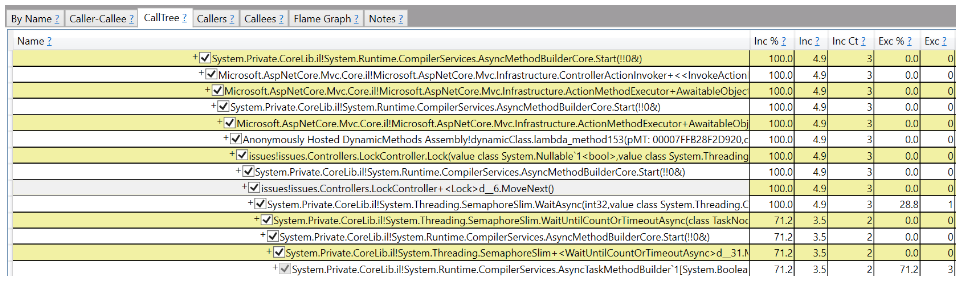 By Name ? Caller-Callee ? CallTree ? Callers ? Callees ? Flame Graph ? Notes ?
Name ? Inc % ? Inc ? Inc Ct ? Exc % ? Exc ?
+ System.Private.CoreLib.il!System.Runtime.CompilerServices.AsyncMethodBuilderCore.Start(!!0&) 100.0 4.9 3 0.0 0
+ Microsoft.AspNetCore.Mvc.Core.il!Microsoft.AspNetCore.Mvc.Infrastructure.ControllerActionInvoker+<<InvokeAction 100.0 4.9 3 0.0 0
+ Microsoft.AspNetCore.Mvc.Core.il!Microsoft.AspNetCore.Mvc.Infrastructure.ActionMethodExecutor+AwaitableObject 100.0 4.9 3 0.0 0
+ System.Private.CoreLib.il!System.Runtime.CompilerServices.AsyncMethodBuilderCore.Start(!!0&) 100.0 4.9 3 0.0 0
+ Microsoft.AspNetCore.Mvc.Core.il!Microsoft.AspNetCore.Mvc.Infrastructure.ActionMethodExecutor+AwaitableObj 100.0 4.9 3 0.0 0
+ Anonymously Hosted DynamicMethods Assembly!dynamicClass.lambda_method153(pMT: 00007FFB28F2D920,c 100.0 4.9 3 0.0 0
+ issues!issues.Controllers.LockController.Lock(value class System.Nullable`1<bool>,value class System.Threading 100.0 4.9 3 0.0 0
+ System.Private.CoreLib.il!System.Runtime.CompilerServices.AsyncMethodBuilderCore.Start(!!0&) 100.0 4.9 3 0.0 0
+ issues!issues.Controllers.LockController+<Lock>d__6.MoveNext() 100.0 4.9 3 0.0 0
+ System.Private.CoreLib.il!System.Threading.SemaphoreSlim.WaitAsync(int32,value class System.Threading.C 100.0 4.9 3 28.8 1
+ System.Private.CoreLib.il!System.Threading.SemaphoreSlim.WaitUntilCountOrTimeoutAsync(class TaskNoc 71.2 3.5 2 0.0 0
+ System.Private.CoreLib.il!System.Runtime.CompilerServices.AsyncMethodBuilderCore.Start(!!0&) 71.2 3.5 2 0.0 0
+ System.Private.CoreLib.il!System.Threading.SemaphoreSlim+<WaitUntilCountOrTimeoutAsync>d__31.M 71.2 3.5 2 0.0 0
+ System.Private.CoreLib.il!System.Runtime.CompilerServices.AsyncTaskMethodBuilder`1[System.Boolea 71.2 3.5 2 71.2 3